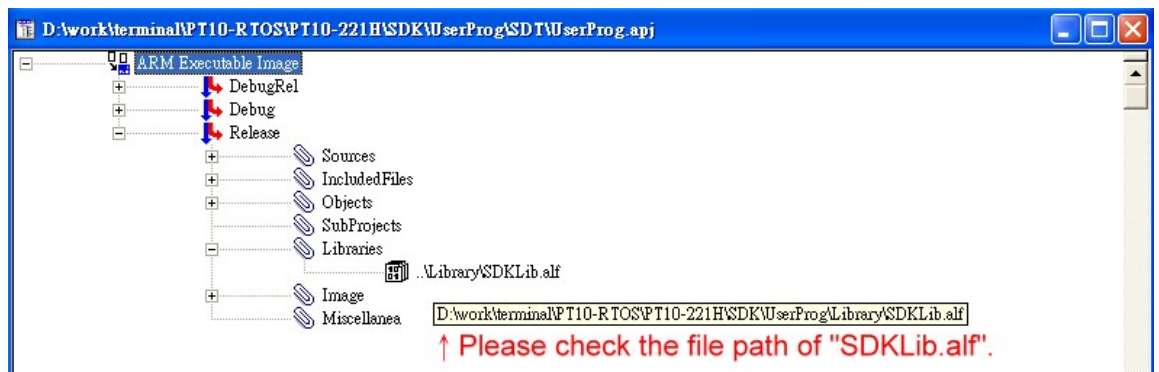 D:\work\terminal\PT10-RTOS\PT10-221H\SDK\UserProg\SDT\UserProg.apj
ARM Executable Image
DebugRel
Debug
Release
Sources
IncludedFiles
Objects
SubProjects
Libraries
..\Library\SDKLib.alf
Image
Miscellanea
D:\work\terminal\PT10-RTOS\PT10-221H\SDK\UserProg\Library\SDKLib.alf
↑ Please check the file path of "SDKLib.alf".